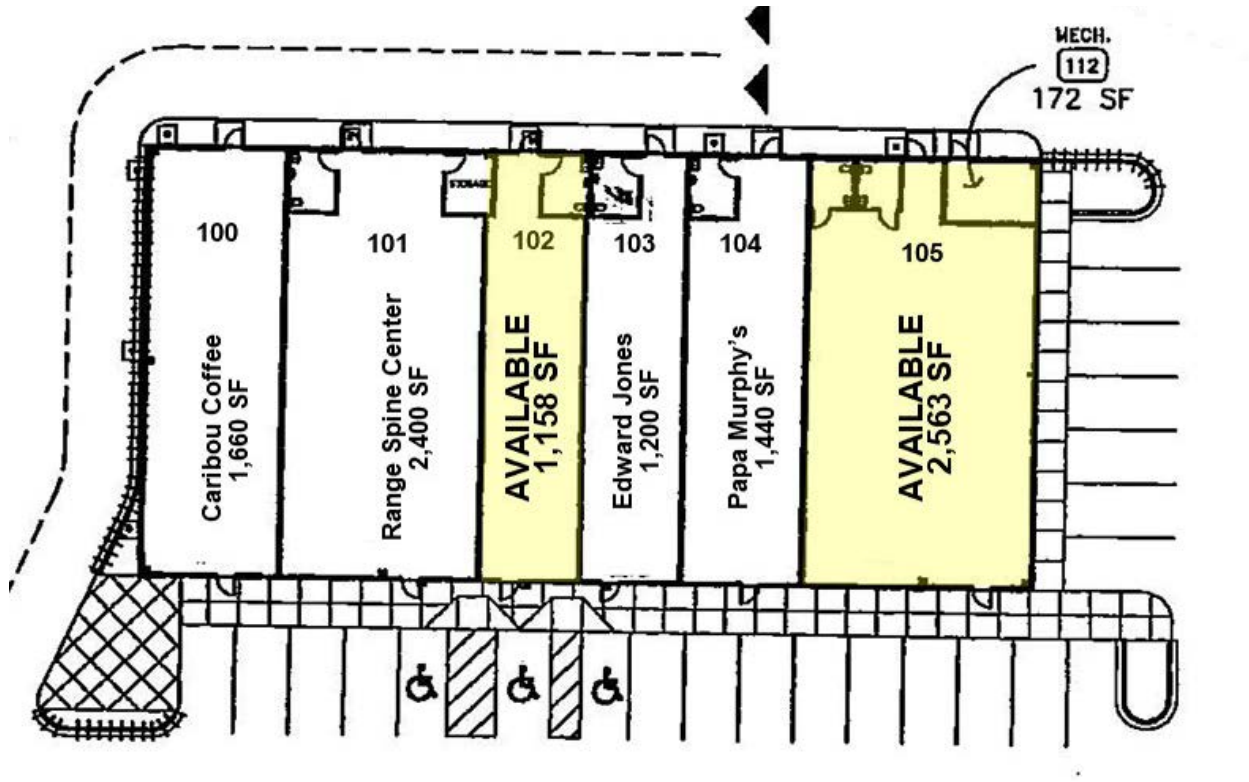 MECH.
112
172 SF
STORAGE
100
101
102
103
104
105
Caribou Coffee
1,660 SF
Range Spine Center
2,400 SF
AVAILABLE
1,158 SF
Edward Jones
1,200 SF
Papa Murphy's
1,440 SF
AVAILABLE
2,563 SF